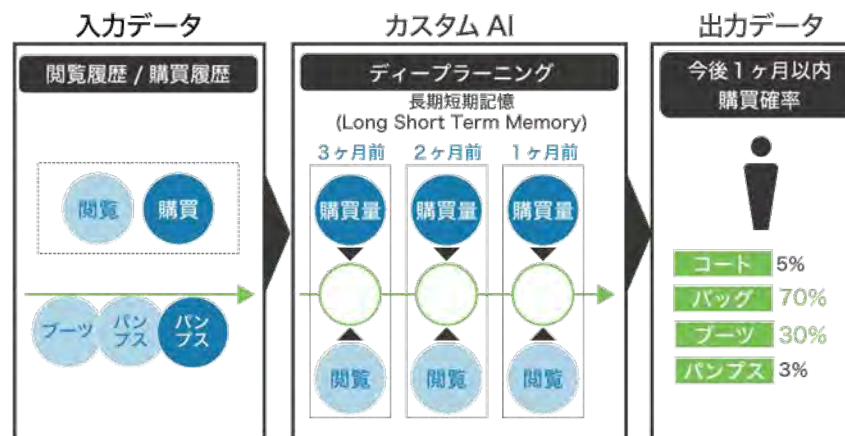 入力データ
閲覧履歴 / 購買履歴
閲覧
購買
ブーツ
パン
プス
パン
プス
カスタム AI
ディープラーニング
長期短期記憶
(Long Short Term Memory)
3ヶ月前
2ヶ月前
1ヶ月前
購買量
購買量
購買量
閲覧
閲覧
閲覧
出力データ
今後1ヶ月以内
購買確率
コート 5%
バッグ 70%
ブーツ 30%
パンプス 3%